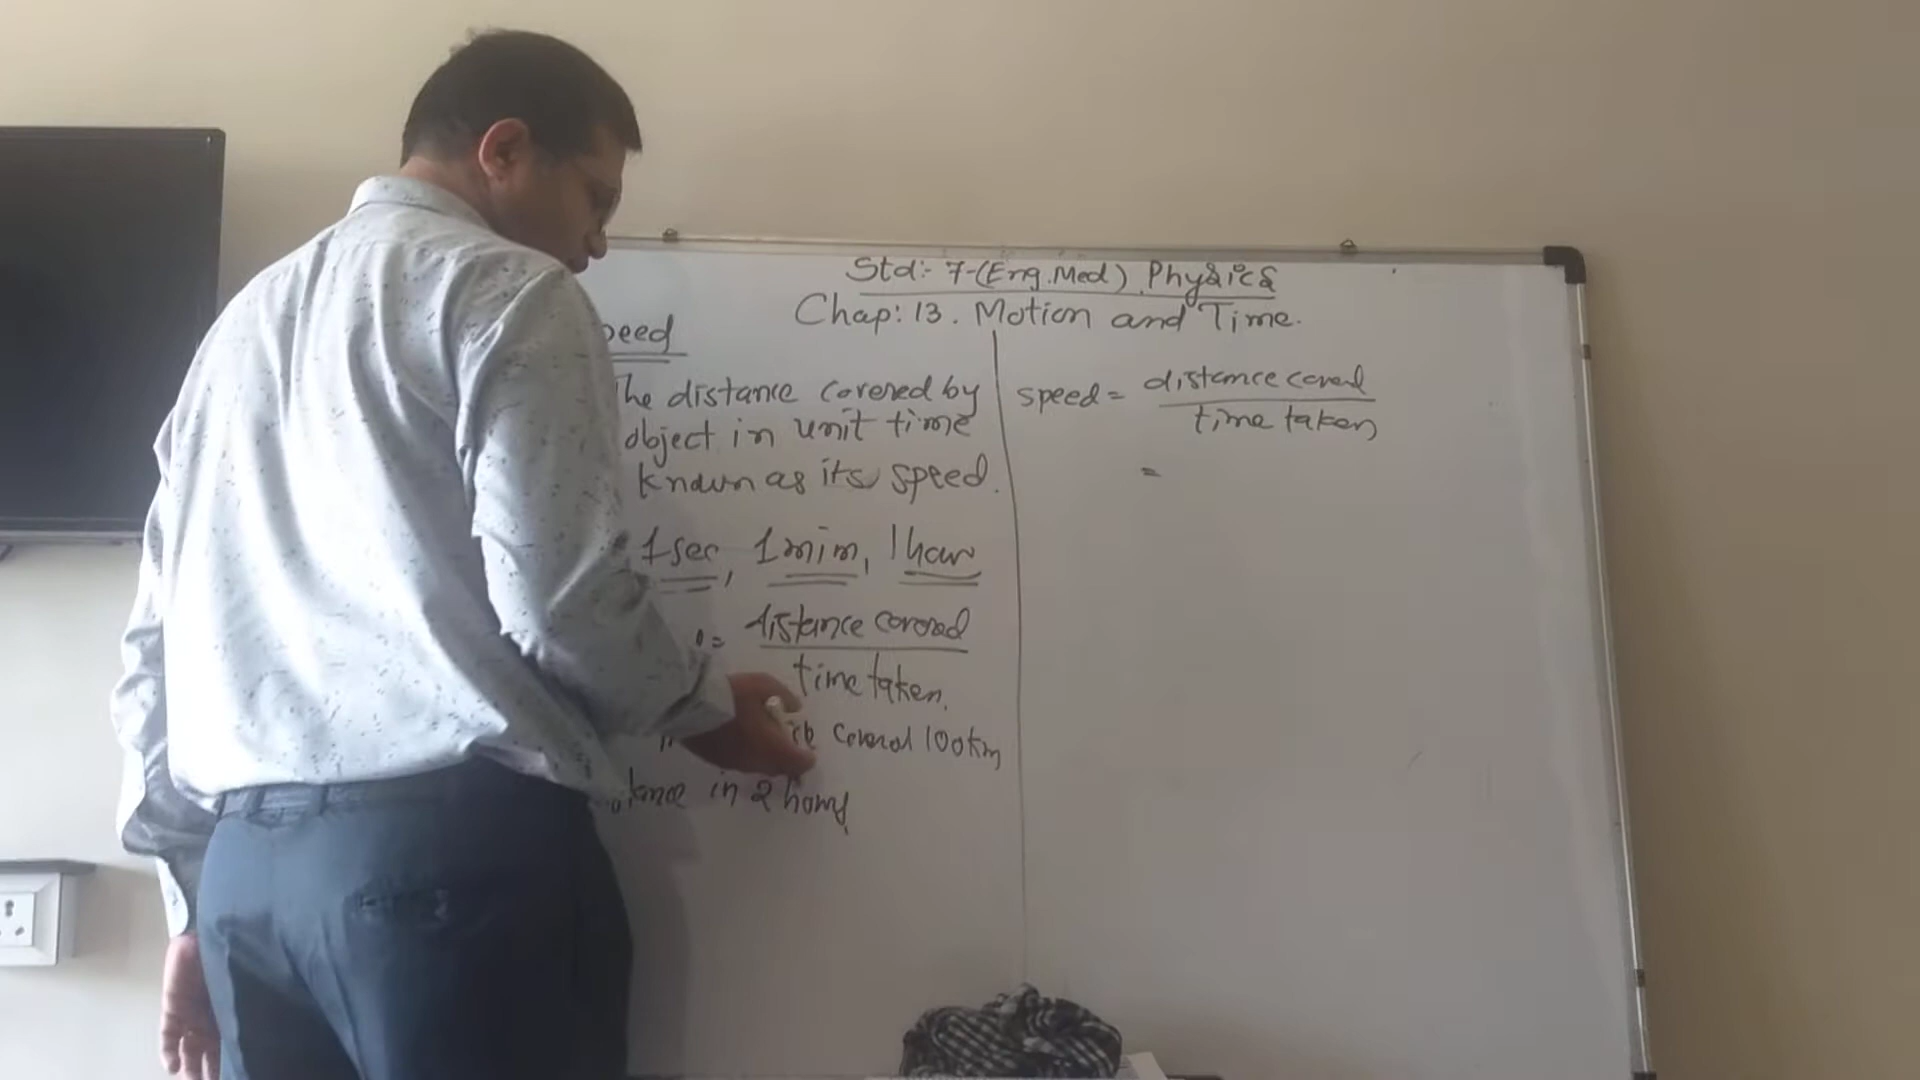 Std:- 7-(Eng.Med) Physics
Chap: 13. Motion and Time.
peed
The distance covered by
object in unit time
known as its speed.
1sec, 1min, 1hour
= distance covered
time taken.
covered 100km
in 2 hours
speed = distance covered
time taken
=